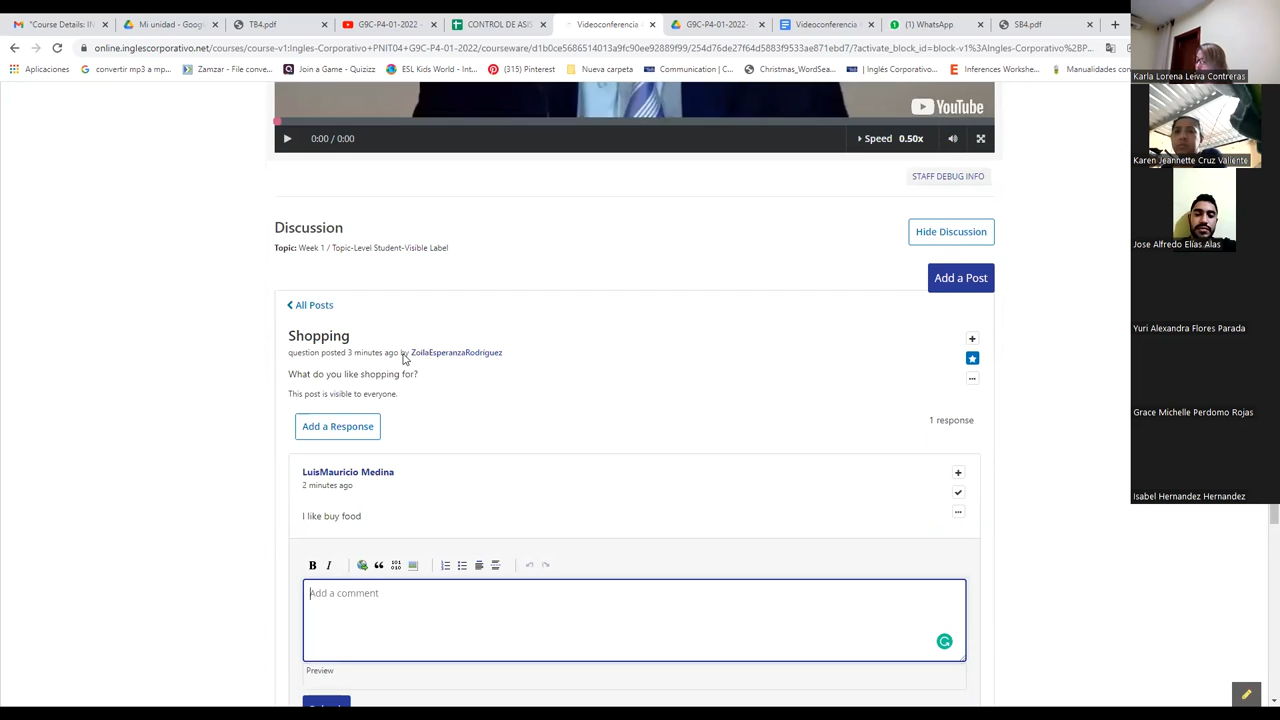 "Course Details: IN
Mi unidad - Goog
TB4.pdf
G9C-P4-01-2022
CONTROL DE ASIS
Videoconferencia
G9C-P4-01-2022-
Videoconferencia
(1) WhatsApp
SB4.pdf
online.inglescorporativo.net/courses/course-v1:Ingles-Corporativo+PNIT04+G9C-P4-01-2022/courseware/d1b0ce5686514013a9fc90ee92889f99/254d76de27f64d5883f9533ae871ebd7/?activate_block_id=block-v1%3AIngles-Corporativo%2BP...
Aplicaciones
convertir mp3 a mp...
Zamzar - File conve...
Join a Game - Quizizz
ESL Kids World - Int...
(315) Pinterest
Nueva carpeta
Communication | C...
Christmas_WordSea...
| Inglés Corporativo...
Inferences Workshe...
Manualidades co
YouTube
0:00 / 0:00
Speed 0.50x
STAFF DEBUG INFO
Discussion
Hide Discussion
Topic: Week 1 / Topic-Level Student-Visible Label
Add a Post
All Posts
Shopping
question posted 3 minutes ago by ZoilaEsperanzaRodriguez
What do you like shopping for?
This post is visible to everyone.
Add a Response
1 response
LuisMauricio Medina
2 minutes ago
I like buy food
B I
Add a comment
Preview
Karla Lorena Leiva Contreras
Karen Jeannette Cruz Valiente
Jose Alfredo Elías Alas
Yuri Alexandra Flores Parada
Grace Michelle Perdomo Rojas
Isabel Hernandez Hernandez